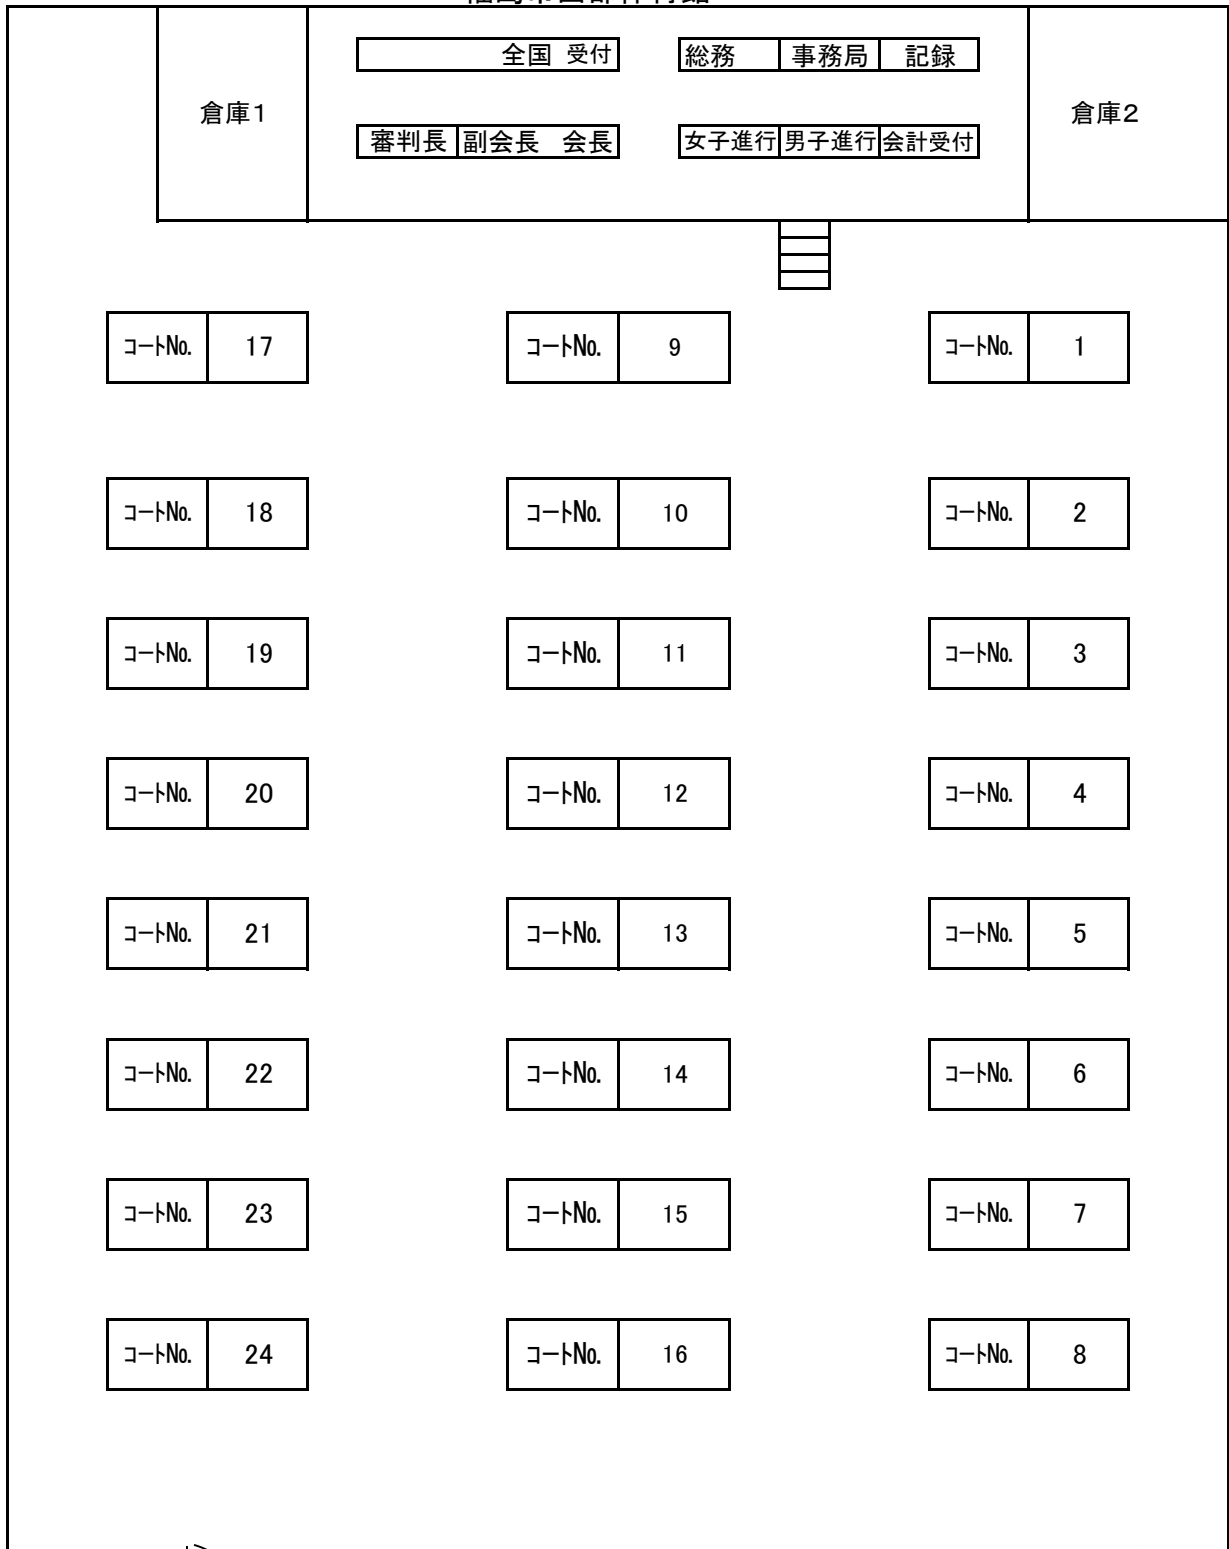 全国 受付 総務 事務局 記録
倉庫1 倉庫2
審判長 副会長 会長 女子進行 男子進行 会計受付
ｺｰﾄNo. 17 ｺｰﾄNo. 9 ｺｰﾄNo. 1
ｺｰﾄNo. 18 ｺｰﾄNo. 10 ｺｰﾄNo. 2
ｺｰﾄNo. 19 ｺｰﾄNo. 11 ｺｰﾄNo. 3
ｺｰﾄNo. 20 ｺｰﾄNo. 12 ｺｰﾄNo. 4
ｺｰﾄNo. 21 ｺｰﾄNo. 13 ｺｰﾄNo. 5
ｺｰﾄNo. 22 ｺｰﾄNo. 14 ｺｰﾄNo. 6
ｺｰﾄNo. 23 ｺｰﾄNo. 15 ｺｰﾄNo. 7
ｺｰﾄNo. 24 ｺｰﾄNo. 16 ｺｰﾄNo. 8